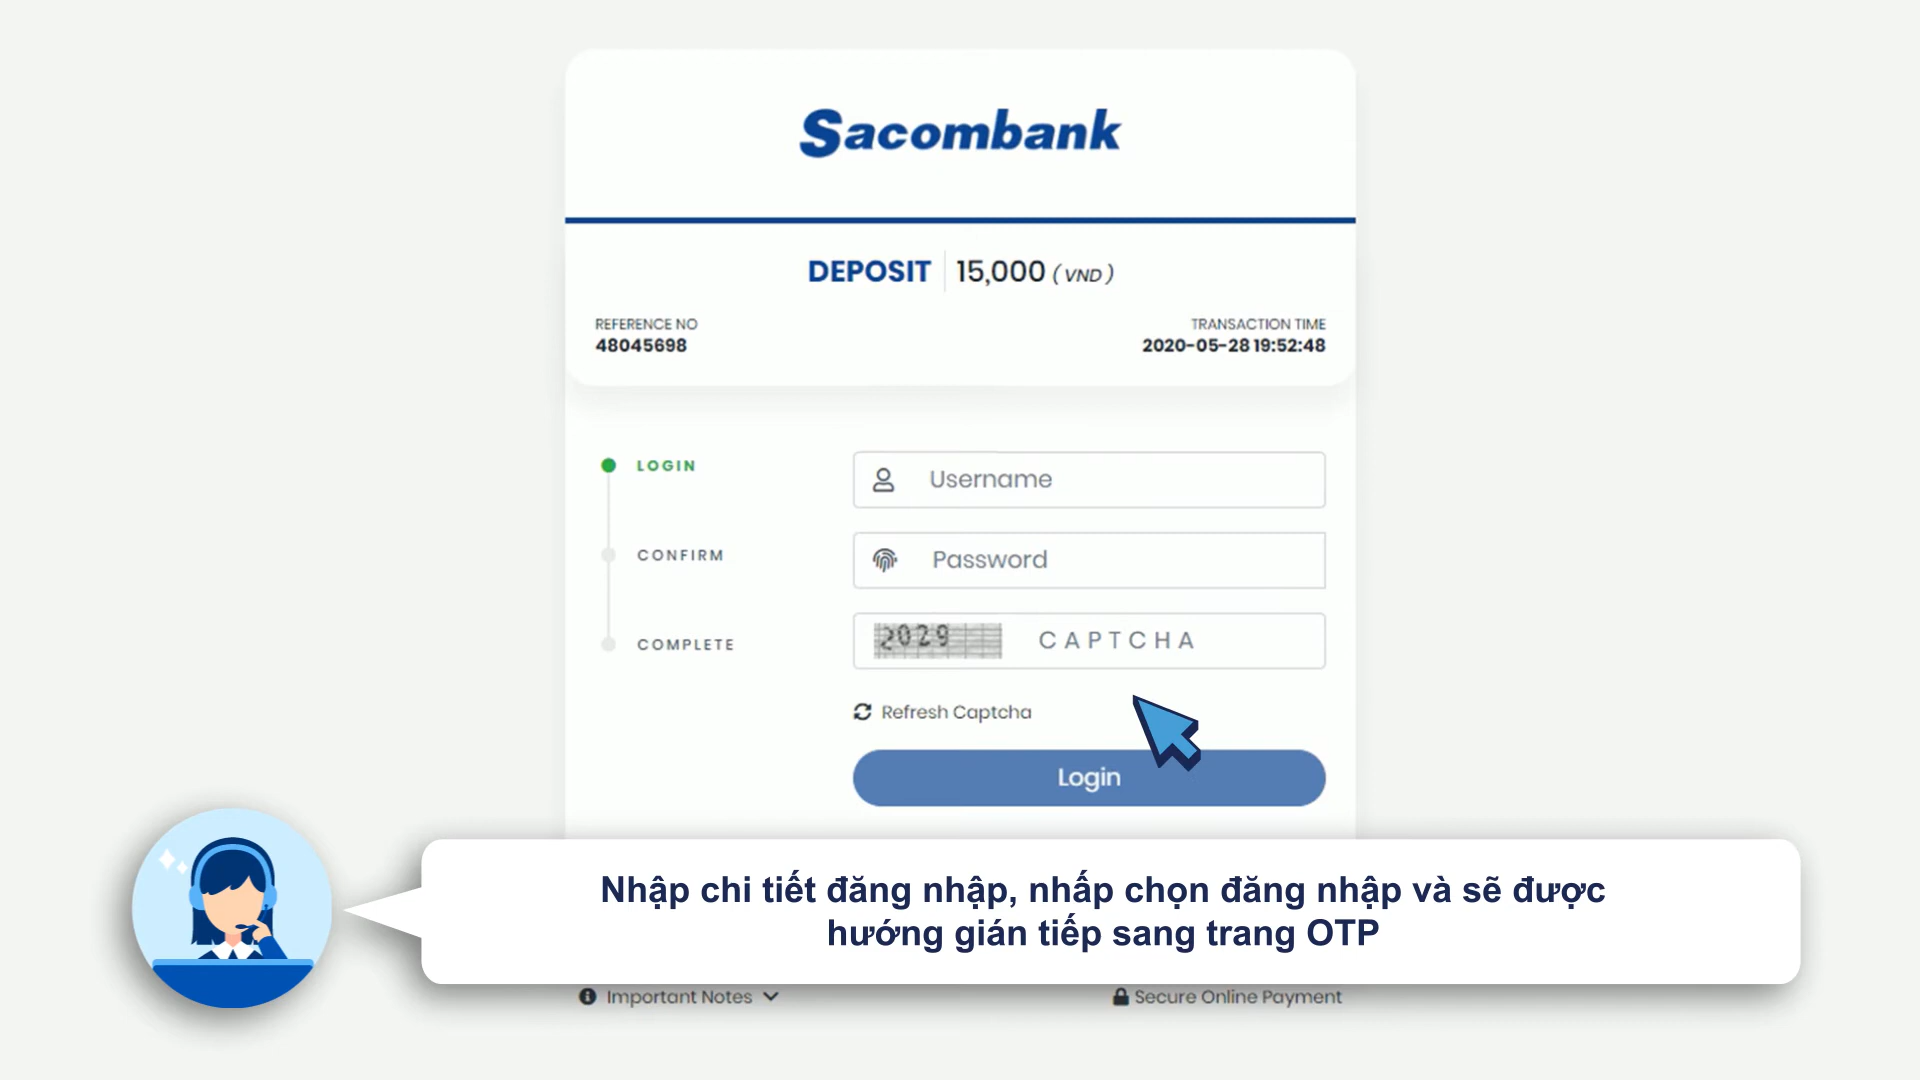 Sacombank
DEPOSIT 15,000 (VND)
REFERENCE NO
48045698
TRANSACTION TIME
2020-05-28 19:52:48
LOGIN
CONFIRM
COMPLETE
Username
Password
2029 CAPTCHA
Refresh Captcha
Login
Nhập chi tiết đăng nhập, nhấp chọn đăng nhập và sẽ được
hướng gián tiếp sang trang OTP
Important Notes
Secure Online Payment